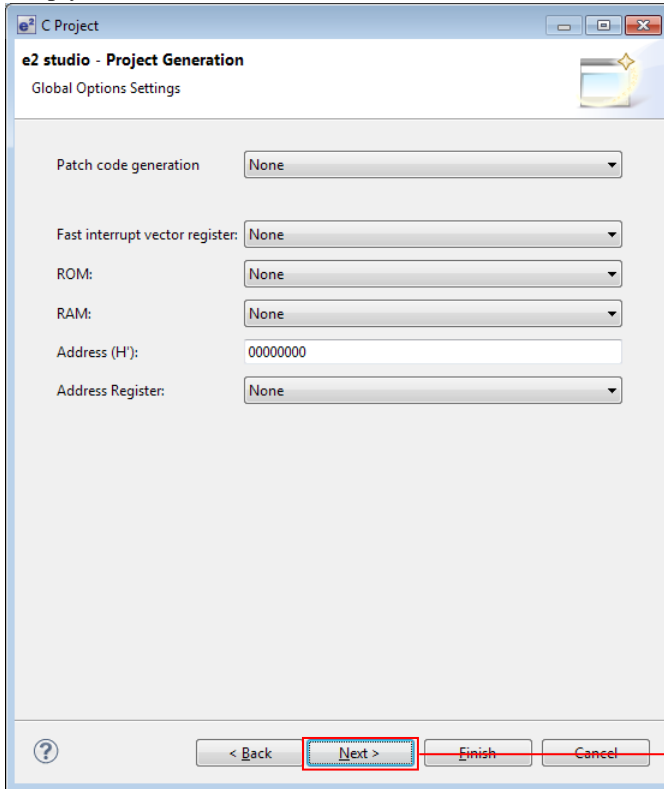 e² C Project
e2 studio - Project Generation
Global Options Settings
Patch code generation None
Fast interrupt vector register: None
ROM: None
RAM: None
Address (H'): 00000000
Address Register: None
? < Back Next > Finish Cancel